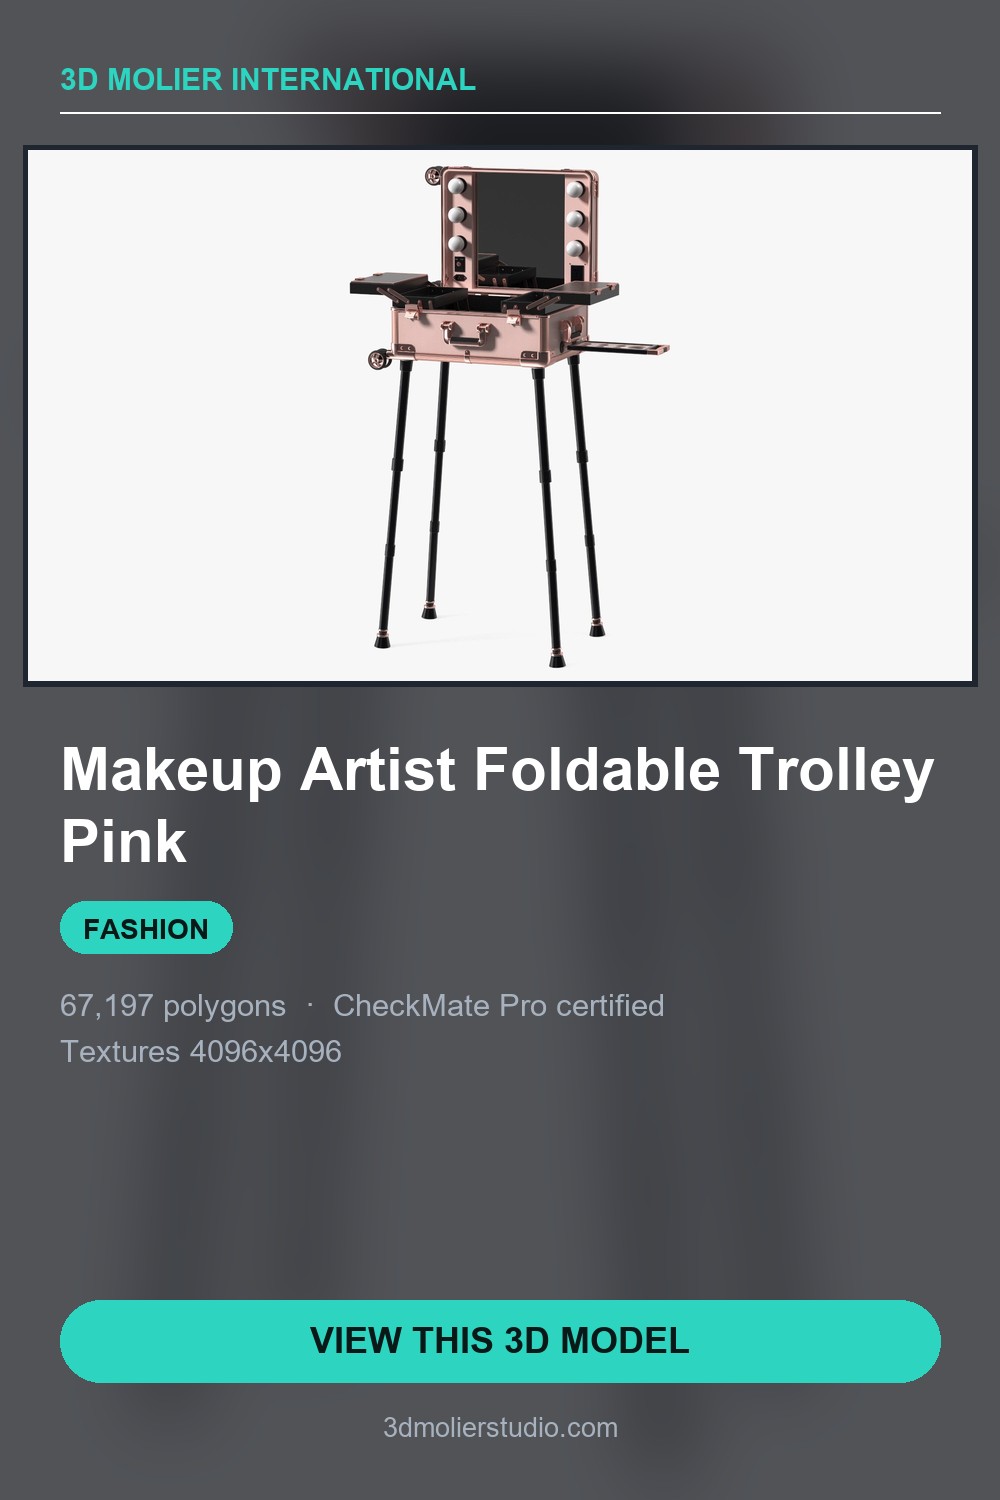 3D MOLIER INTERNATIONAL
Makeup Artist Foldable Trolley
Pink
FASHION
67,197 polygons · CheckMate Pro certified
Textures 4096x4096
VIEW THIS 3D MODEL
3dmolierstudio.com